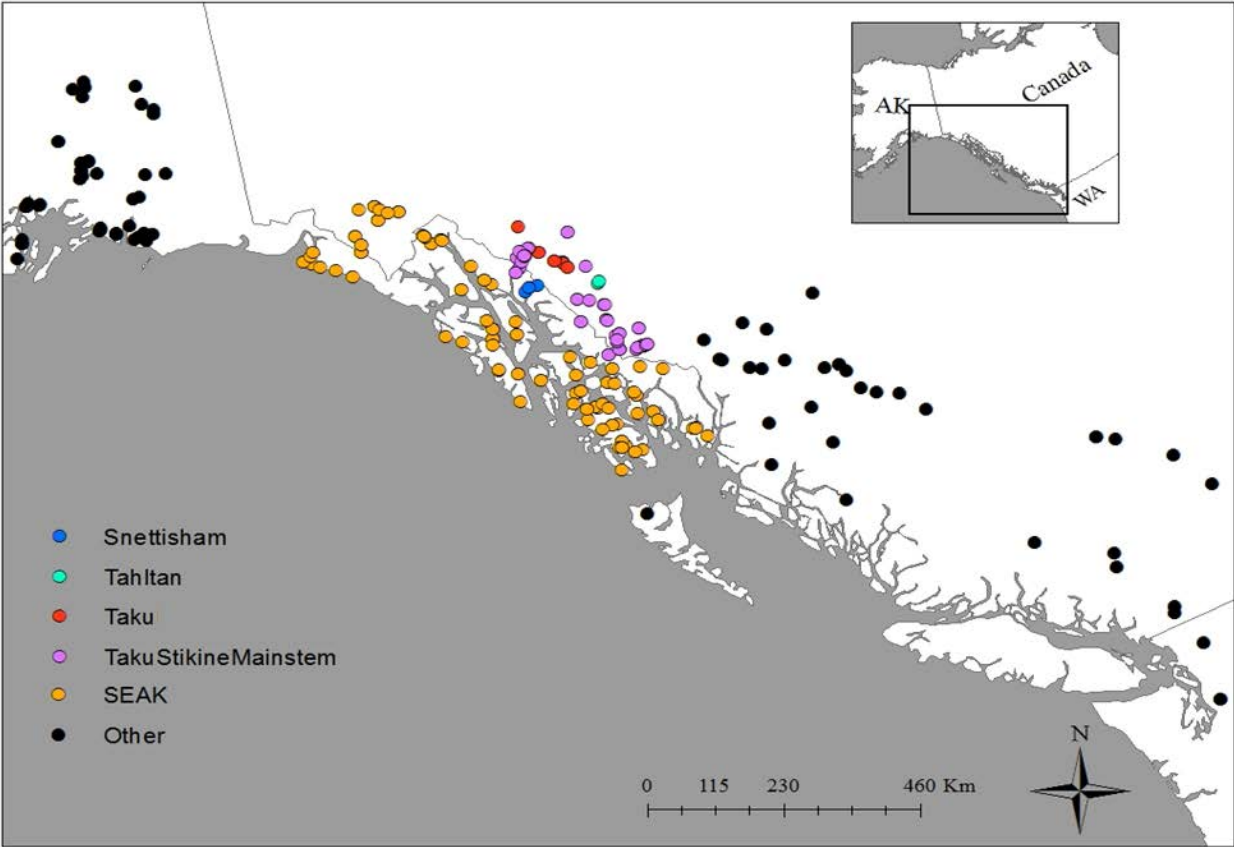 AK
Canada
WA
Snettisham
Tahltan
Taku
TakuStikineMainstem
SEAK
Other
N
0 115 230 460 Km